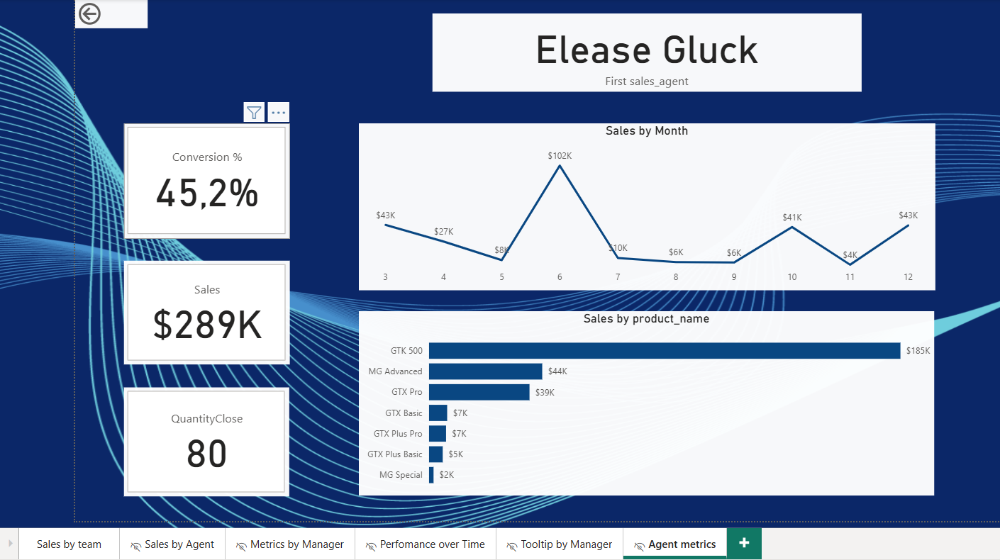 Elease Gluck
First sales_agent
Conversion %
45,2%
Sales
$289K
QuantityClose
80
Sales by Month
$43K
$27K
$8K
$102K
$10K
$6K
$6K
$41K
$4K
$43K
3 4 5 6 7 8 9 10 11 12
Sales by product_name
GTK 500 $185K
MG Advanced $44K
GTX Pro $39K
GTX Basic $7K
GTX Plus Pro $7K
GTX Plus Basic $5K
MG Special $2K
Sales by team Sales by Agent Metrics by Manager Perfomance over Time Tooltip by Manager Agent metrics +